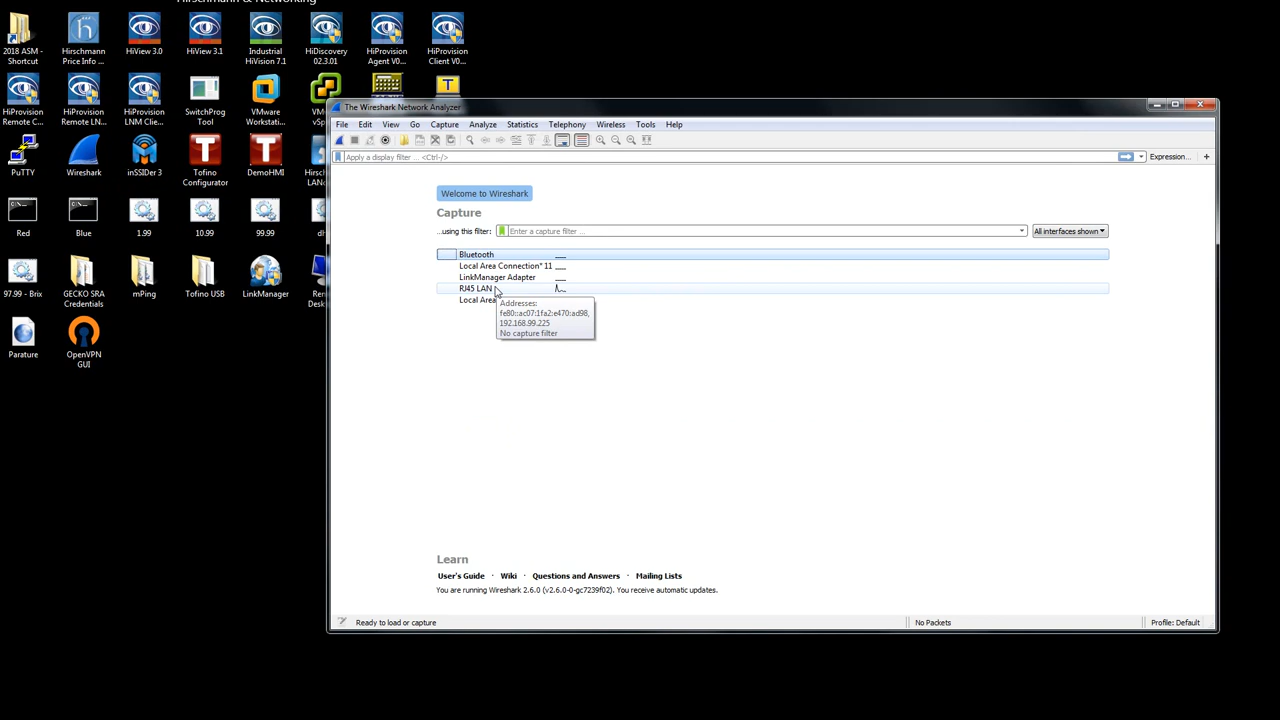 Hirschmann & Networking
2018 ASM -
Shortcut
Hirschmann
Price Info ...
HiView 3.0
HiView 3.1
Industrial
HiVision 7.1
HiDiscovery
02.3.01
HiProvision
Agent V0...
HiProvision
Client V0...
HiProvision
Remote C...
HiProvision
Remote LN...
HiProvision
LNM Clie...
SwitchProg
Tool
VMware
Workstati...
PuTTY
Wireshark
inSSIDer 3
Tofino
Configurator
DemoHMI
Red
Blue
1.99
10.99
99.99
97.99 - Brix
GECKO SRA
Credentials
mPing
Tofino USB
LinkManager
Parature
OpenVPN
GUI
The Wireshark Network Analyzer
File Edit View Go Capture Analyze Statistics Telephony Wireless Tools Help
Apply a display filter ... <Ctrl-/>
Expression...
+
Welcome to Wireshark
Capture
...using this filter:
Enter a capture filter ...
All interfaces shown
Bluetooth
Local Area Connection* 11
LinkManager Adapter
RJ45 LAN
Local Area
Addresses:
fe80::ac07:1fa2:e470:ad98,
192.168.99.225
No capture filter
Learn
User's Guide · Wiki · Questions and Answers · Mailing Lists
You are running Wireshark 2.6.0 (v2.6.0-0-gc7239f02). You receive automatic updates.
Ready to load or capture
No Packets
Profile: Default